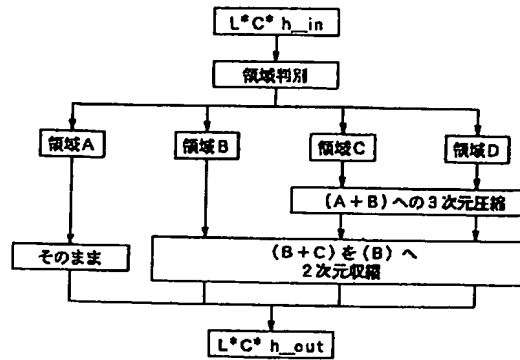 L*C* h_in
領域判別
領域A
領域B
領域C
領域D
(A+B)への3次元圧縮
そのまま
(B+C)を(B)へ
2次元収縮
L*C* h_out